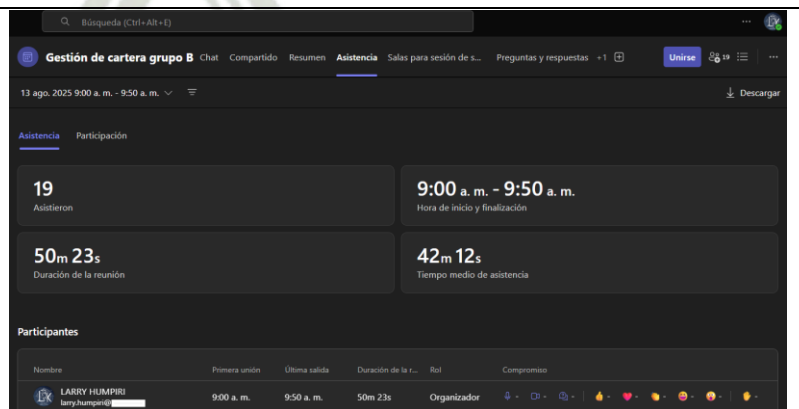 Búsqueda (Ctrl+Alt+E)
Gestión de cartera grupo B Chat Compartido Resumen Asistencia Salas para sesión de s... Preguntas y respuestas +1 Unirse 19
13 ago. 2025 9:00 a. m. - 9:50 a. m. Descargar
Asistencia Participación
19 9:00 a. m. - 9:50 a. m.
Asistieron Hora de inicio y finalización
50m 23s 42m 12s
Duración de la reunión Tiempo medio de asistencia
Participantes
Nombre Primera unión Última salida Duración de la r... Rol Compromiso
LARRY HUMPIRI
larry.humpiri@
9:00 a. m. 9:50 a. m. 50m 23s Organizador - - - - - - - - -